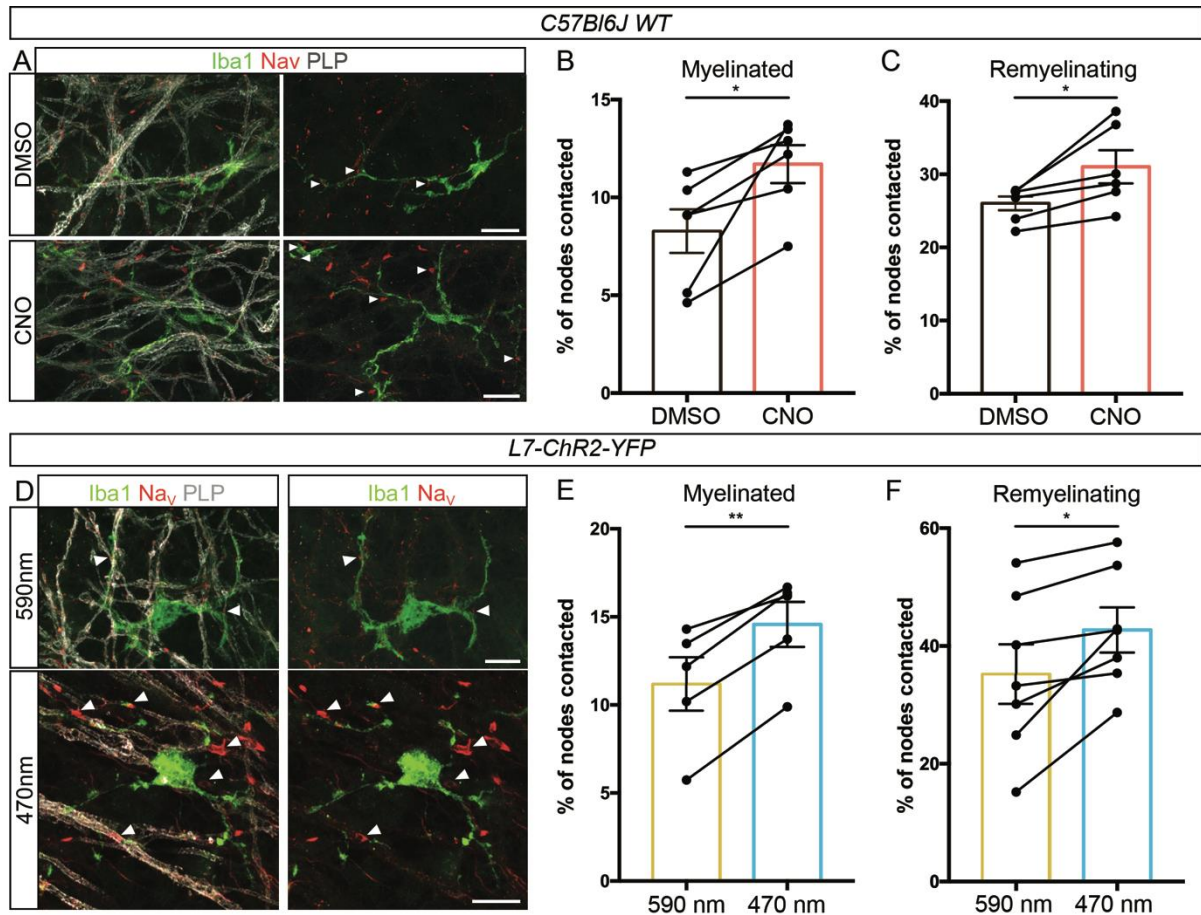 C57Bl6J WT
A
Iba1 Nav PLP
DMSO
CNO
B
Myelinated
*
% of nodes contacted
15
10
5
0
DMSO
CNO
C
Remyelinating
*
% of nodes contacted
40
30
20
10
0
DMSO
CNO
L7-ChR2-YFP
D
Iba1 NaV PLP
Iba1 NaV
590nm
470nm
E
Myelinated
**
% of nodes contacted
20
15
10
5
0
590 nm
470 nm
F
Remyelinating
*
% of nodes contacted
60
40
20
0
590 nm
470 nm